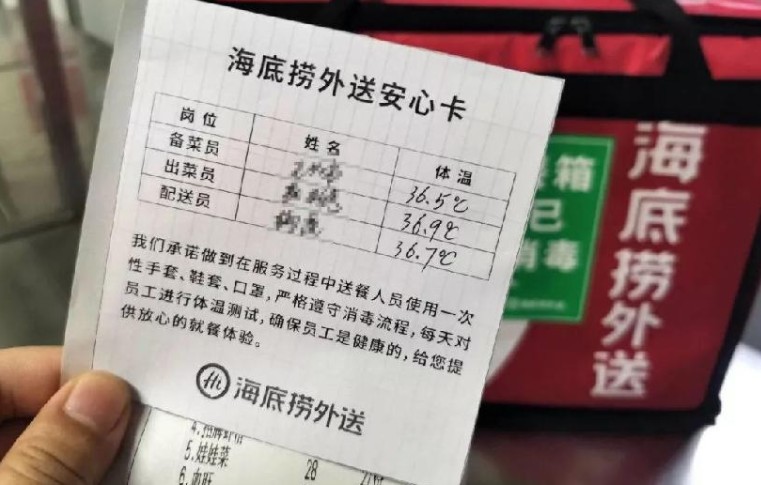 海底捞外送安心卡
岗位 姓名 体温
备菜员 36.5℃
出菜员 36.9℃
配送员 36.7℃
我们承诺做到在服务过程中送餐人员使用一次
性手套、鞋套、口罩，严格遵守消毒流程，每天对
员工进行体温测试，确保员工是健康的，给您提
供放心的就餐体验。
Hi 海底捞外送
5.娃娃菜 28
6.血旺
箱
已
消毒
海底捞外送